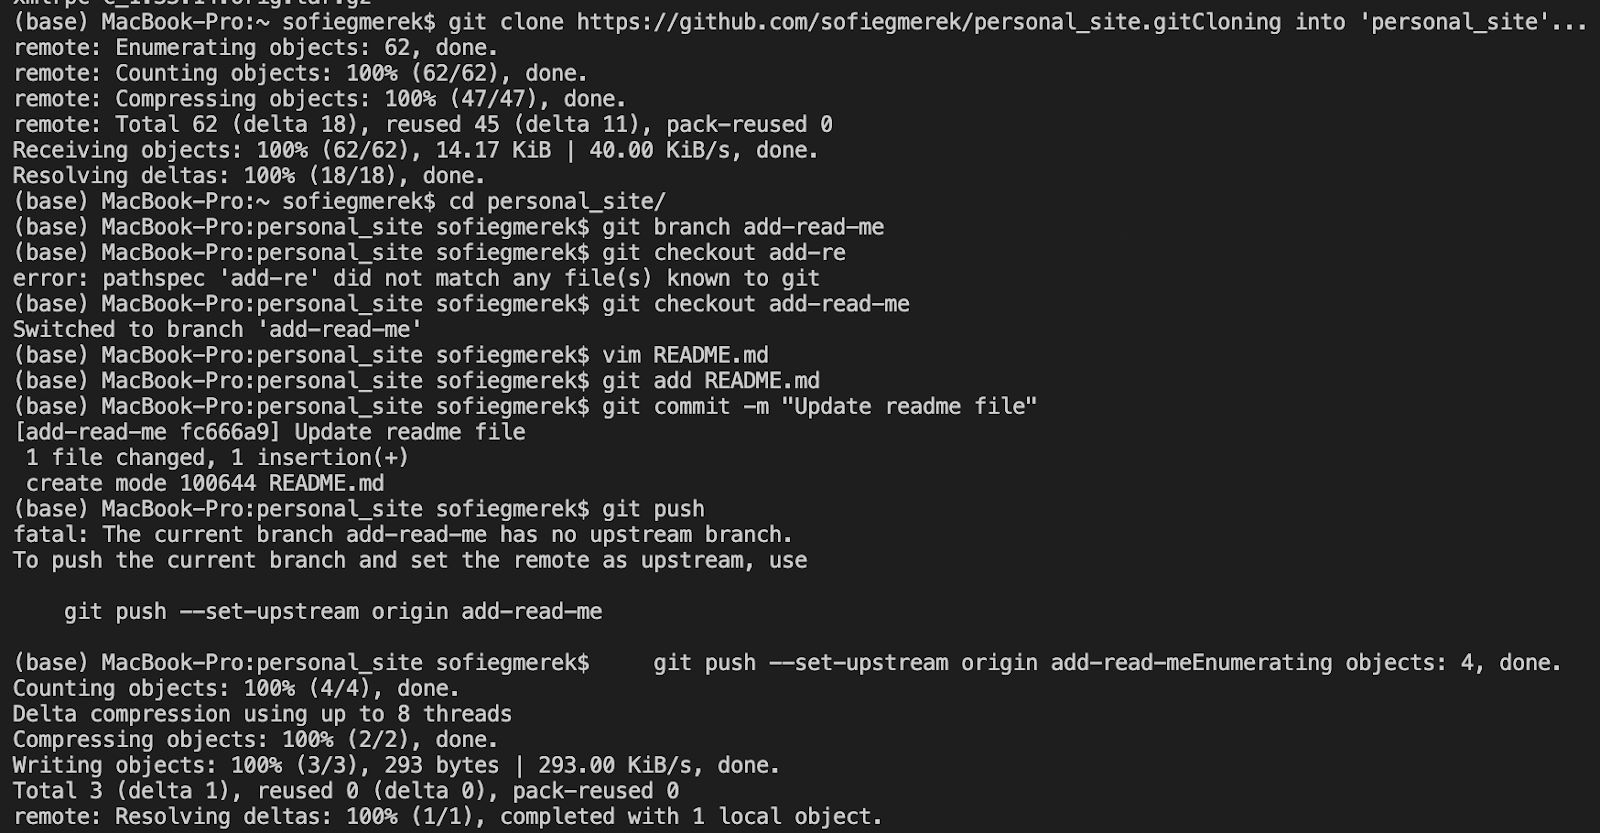 (base) MacBook-Pro:~ sofiegmerek$ git clone https://github.com/sofiegmerek/personal_site.gitCloning into 'personal_site'...
remote: Enumerating objects: 62, done.
remote: Counting objects: 100% (62/62), done.
remote: Compressing objects: 100% (47/47), done.
remote: Total 62 (delta 18), reused 45 (delta 11), pack-reused 0
Receiving objects: 100% (62/62), 14.17 KiB | 40.00 KiB/s, done.
Resolving deltas: 100% (18/18), done.
(base) MacBook-Pro:~ sofiegmerek$ cd personal_site/
(base) MacBook-Pro:personal_site sofiegmerek$ git branch add-read-me
(base) MacBook-Pro:personal_site sofiegmerek$ git checkout add-re
error: pathspec 'add-re' did not match any file(s) known to git
(base) MacBook-Pro:personal_site sofiegmerek$ git checkout add-read-me
Switched to branch 'add-read-me'
(base) MacBook-Pro:personal_site sofiegmerek$ vim README.md
(base) MacBook-Pro:personal_site sofiegmerek$ git add README.md
(base) MacBook-Pro:personal_site sofiegmerek$ git commit -m "Update readme file"
[add-read-me fc666a9] Update readme file
 1 file changed, 1 insertion(+)
 create mode 100644 README.md
(base) MacBook-Pro:personal_site sofiegmerek$ git push
fatal: The current branch add-read-me has no upstream branch.
To push the current branch and set the remote as upstream, use
    git push --set-upstream origin add-read-me
(base) MacBook-Pro:personal_site sofiegmerek$     git push --set-upstream origin add-read-meEnumerating objects: 4, done.
Counting objects: 100% (4/4), done.
Delta compression using up to 8 threads
Compressing objects: 100% (2/2), done.
Writing objects: 100% (3/3), 293 bytes | 293.00 KiB/s, done.
Total 3 (delta 1), reused 0 (delta 0), pack-reused 0
remote: Resolving deltas: 100% (1/1), completed with 1 local object.